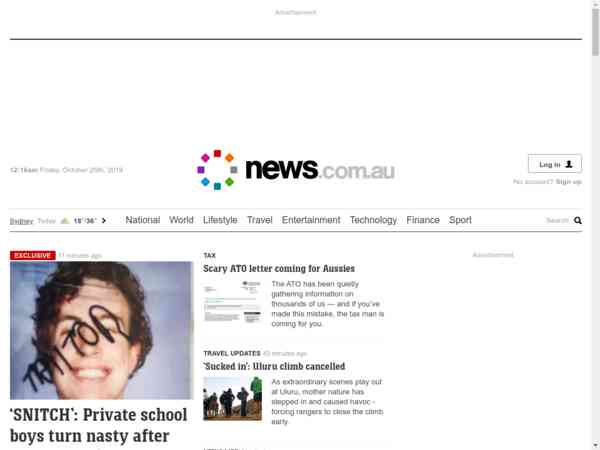 Advertisement
12:16am Friday, October 25th, 2019
news.com.au
Log in
No account? Sign up
Sydney Today 18°/36°
National World Lifestyle Travel Entertainment Technology Finance Sport
Search
EXCLUSIVE 11 minutes ago
TRAITOR
‘SNITCH’: Private school
boys turn nasty after
TAX
Scary ATO letter coming for Aussies
The ATO has been quietly
gathering information on
thousands of us — and if you’ve
made this mistake, the tax man is
coming for you.
TRAVEL UPDATES 43 minutes ago
‘Sucked in’: Uluru climb cancelled
As extraordinary scenes play out
at Uluru, mother nature has
stepped in and caused havoc -
forcing rangers to close the climb
early.
Advertisement